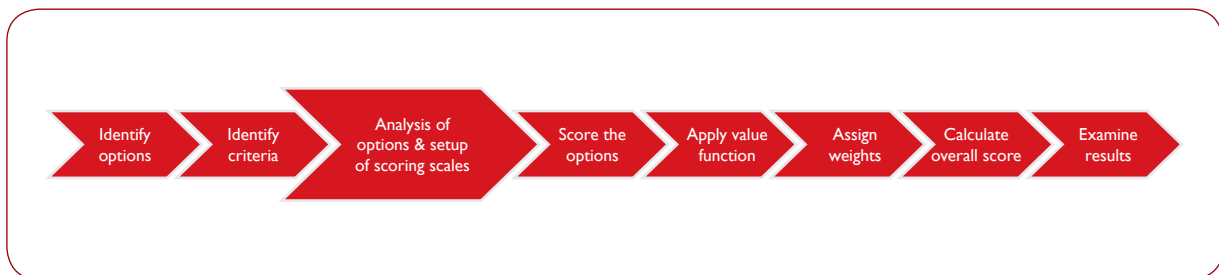 Identify
options
Identify
criteria
Analysis of
options & setup
of scoring scales
Score the
options
Apply value
function
Assign
weights
Calculate
overall score
Examine
results